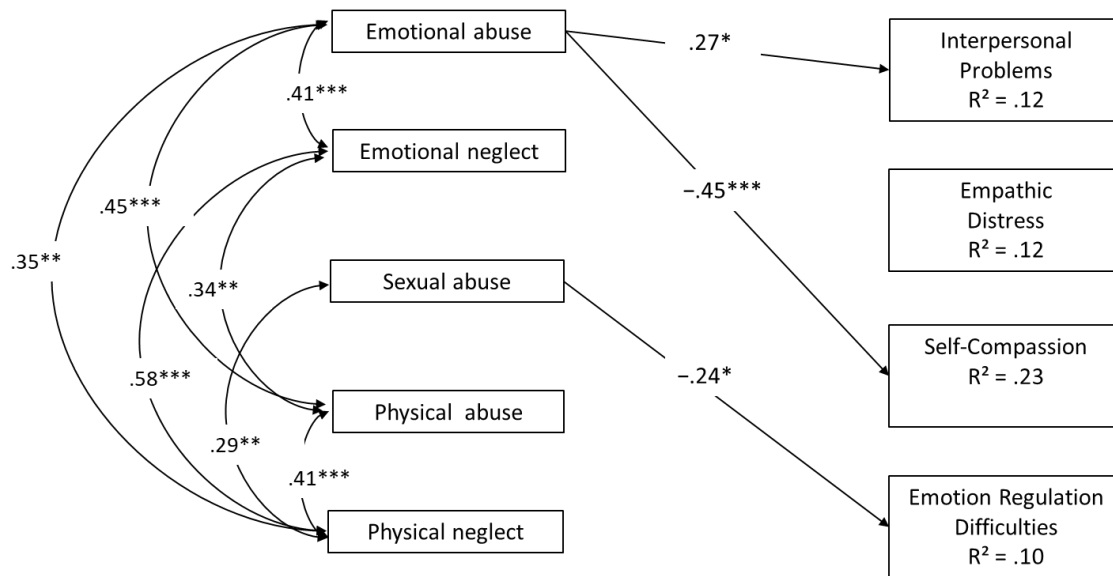 Emotional abuse
.27*
Interpersonal
Problems
R² = .12
.41***
Emotional neglect
.45***
−.45***
Empathic
Distress
R² = .12
.35**
.34**
Sexual abuse
Self-Compassion
R² = .23
.58***
−.24*
Physical abuse
.29**
.41***
Emotion Regulation
Difficulties
R² = .10
Physical neglect